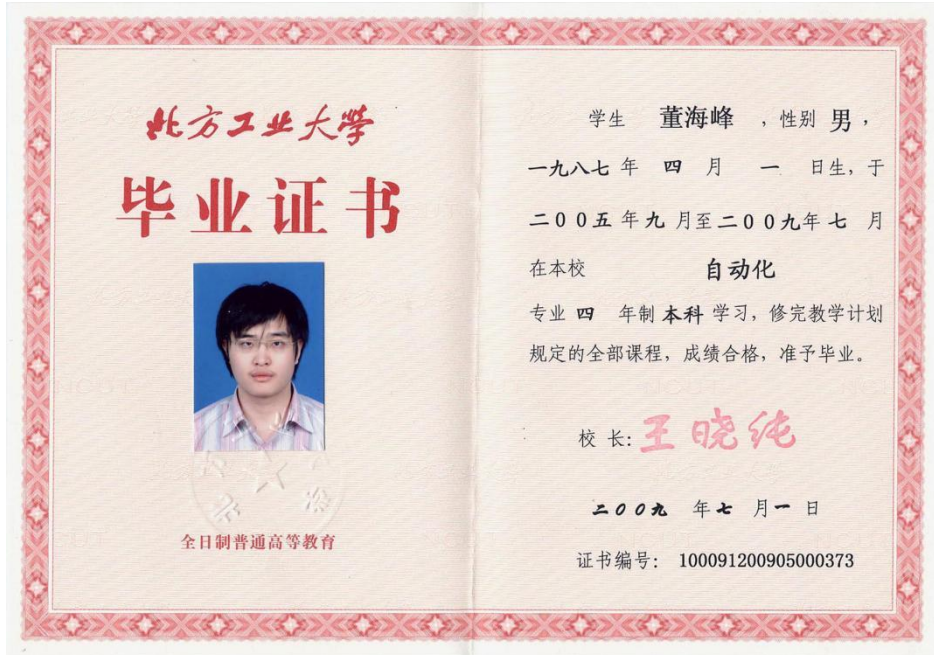 北方工业大学
毕业证书
全日制普通高等教育
学生 董海峰 ，性别 男，
一九八七 年 四 月 一 日生，于
二00五 年 九 月至 二00九 年 七 月
在本校 自动化
专业 四 年制 本科 学习，修完教学计划
规定的全部课程，成绩合格，准予毕业。
校 长: 王晓纯
二00九 年 七 月 一 日
证书编号： 100091200905000373